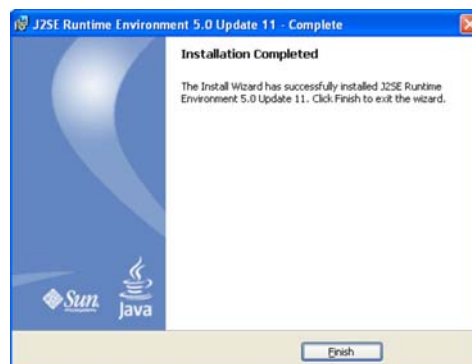 J2SE Runtime Environment 5.0 Update 11 - Complete
Installation Completed
The Install Wizard has successfully installed J2SE Runtime
Environment 5.0 Update 11. Click Finish to exit the wizard.
Sun
microsystems
Java
Finish